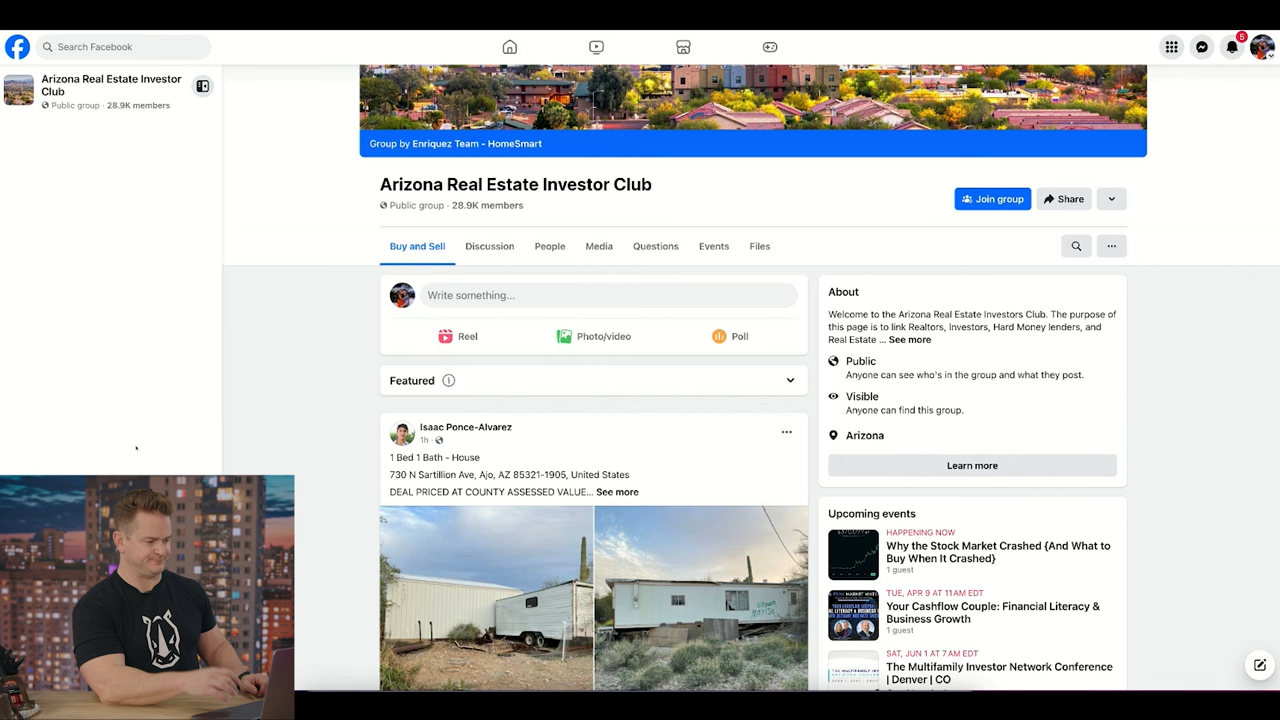 Search Facebook
5
Arizona Real Estate Investor
Club
Public group · 28.9K members
Group by Enriquez Team - HomeSmart
Arizona Real Estate Investor Club
Public group · 28.9K members
Join group
Share
Buy and Sell
Discussion
People
Media
Questions
Events
Files
Write something...
Reel
Photo/video
Poll
Featured
Isaac Ponce-Alvarez
1h ·
1 Bed 1 Bath - House
730 N Sartillion Ave, Ajo, AZ 85321-1905, United States
DEAL PRICED AT COUNTY ASSESSED VALUE... See more
About
Welcome to the Arizona Real Estate Investors Club. The purpose of
this page is to link Realtors, Investors, Hard Money lenders, and
Real Estate ... See more
Public
Anyone can see who's in the group and what they post.
Visible
Anyone can find this group.
Arizona
Learn more
Upcoming events
HAPPENING NOW
Why the Stock Market Crashed {And What to
Buy When It Crashed}
1 guest
TUE, APR 9 AT 11 AM EDT
Your Cashflow Couple: Financial Literacy &
Business Growth
1 guest
SAT, JUN 1 AT 7 AM EDT
The Multifamily Investor Network Conference
| Denver | CO